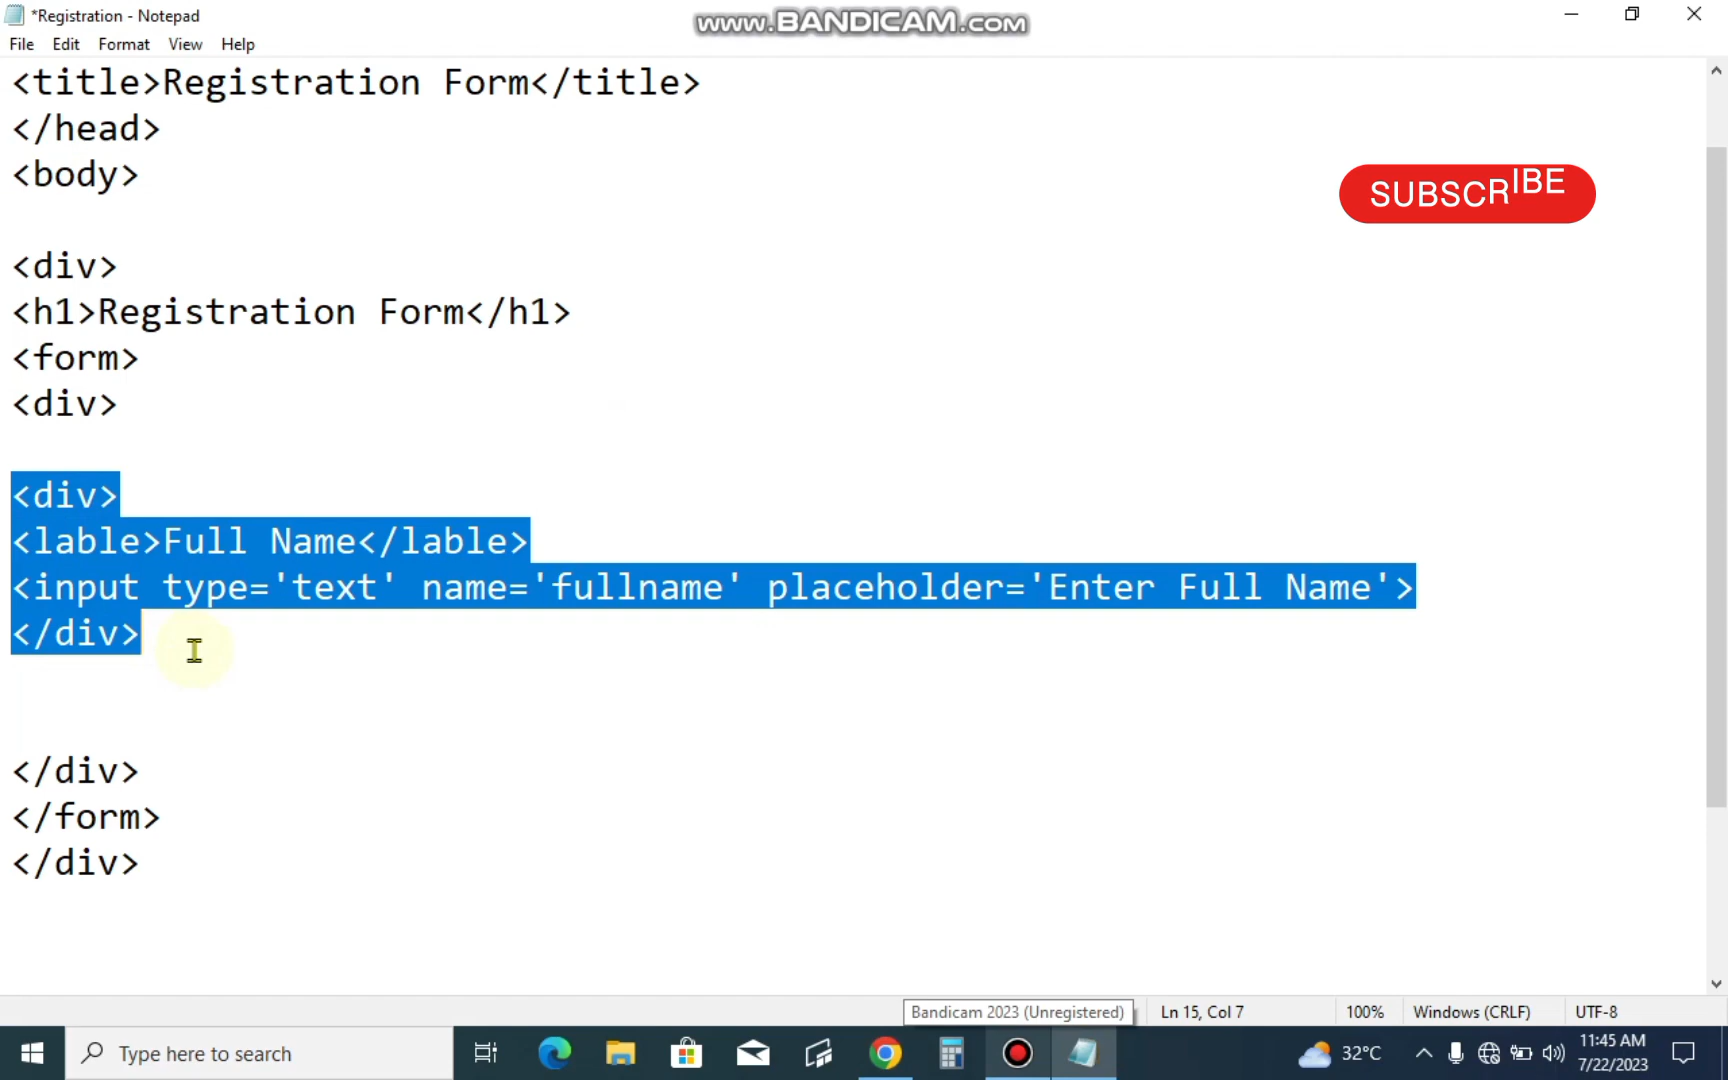 *Registration - Notepad
www.BANDICAM.com
File Edit Format View Help
<title>Registration Form</title>
</head>
<body>
SUBSCRIBE
<div>
<h1>Registration Form</h1>
<form>
<div>
<div>
<lable>Full Name</lable>
<input type='text' name='fullname' placeholder='Enter Full Name'>
</div>
</div>
</form>
</div>
Bandicam 2023 (Unregistered)
Ln 15, Col 7
100%
Windows (CRLF)
UTF-8
Type here to search
32°C
11:45 AM
7/22/2023